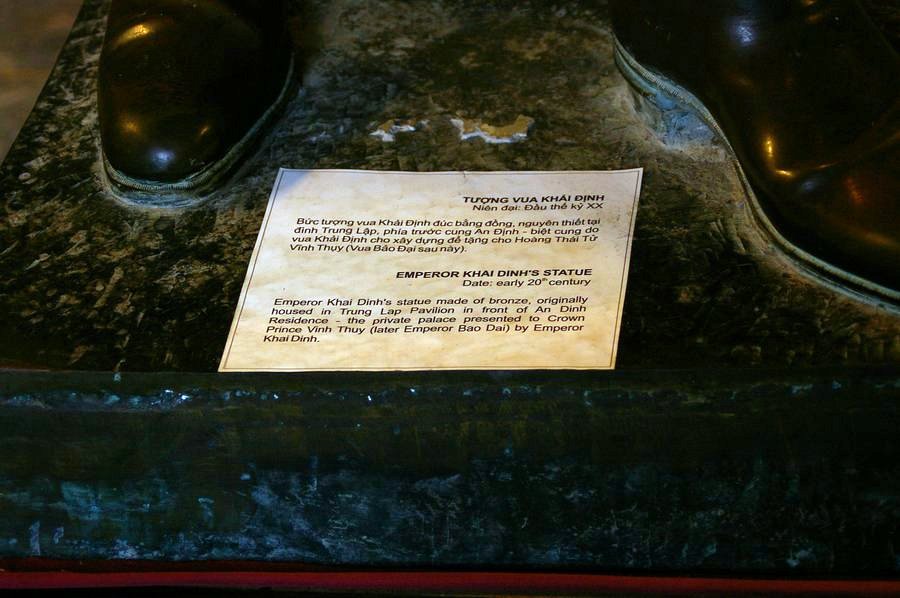 TƯỢNG VUA KHẢI ĐỊNH
Niên đại: Đầu thế kỷ XX
Bức tượng vua Khải Định đúc bằng đồng, nguyên thiết tại
đình Trung Lập, phía trước cung An Định - biệt cung do
vua Khải Định cho xây dựng để tặng cho Hoàng Thái Tử
Vĩnh Thụy (Vua Bảo Đại sau này).
EMPEROR KHAI DINH'S STATUE
Date: early 20th century
Emperor Khai Dinh's statue made of bronze, originally
housed in Trung Lap Pavilion in front of An Dinh
Residence - the private palace presented to Crown
Prince Vinh Thuy (later Emperor Bao Dai) by Emperor
Khai Dinh.